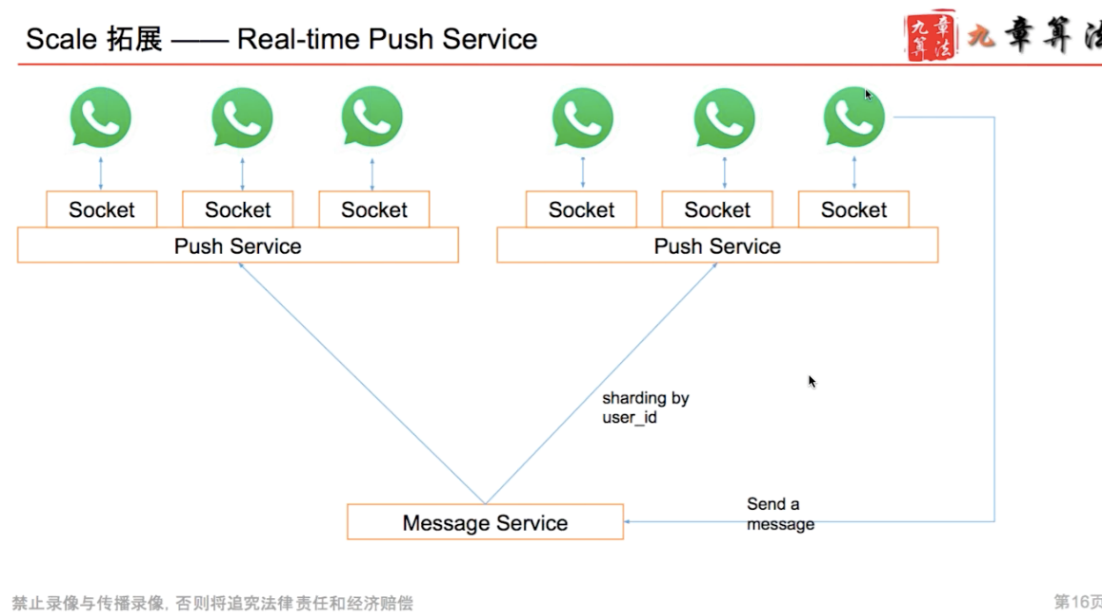 Scale 拓展 —— Real-time Push Service
九章算法
九章算法
Socket
Socket
Socket
Socket
Socket
Socket
Push Service
Push Service
sharding by
user_id
Send a
message
Message Service
禁止录像与传播录像, 否则将追究法律责任和经济赔偿
第16页